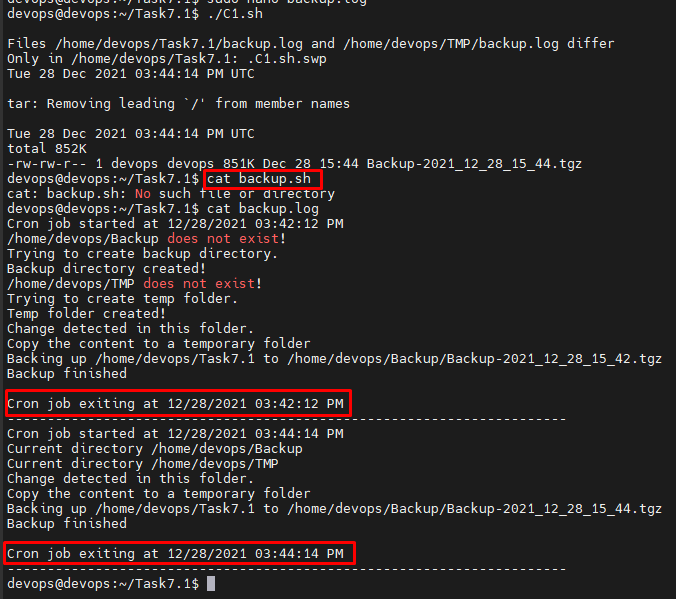 devops@devops:~/Task7.1$ sudo nano backup.log
devops@devops:~/Task7.1$ ./C1.sh
Files /home/devops/Task7.1/backup.log and /home/devops/TMP/backup.log differ
Only in /home/devops/Task7.1: .C1.sh.swp
Tue 28 Dec 2021 03:44:14 PM UTC
tar: Removing leading `/' from member names
Tue 28 Dec 2021 03:44:14 PM UTC
total 852K
-rw-rw-r-- 1 devops devops 851K Dec 28 15:44 Backup-2021_12_28_15_44.tgz
devops@devops:~/Task7.1$ cat backup.sh
cat: backup.sh: No such file or directory
devops@devops:~/Task7.1$ cat backup.log
Cron job started at 12/28/2021 03:42:12 PM
/home/devops/Backup does not exist!
Trying to create backup directory.
Backup directory created!
/home/devops/TMP does not exist!
Trying to create temp folder.
Temp folder created!
Change detected in this folder.
Copy the content to a temporary folder
Backing up /home/devops/Task7.1 to /home/devops/Backup/Backup-2021_12_28_15_42.tgz
Backup finished
Cron job exiting at 12/28/2021 03:42:12 PM
----------------------------------------------------------------------
Cron job started at 12/28/2021 03:44:14 PM
Current directory /home/devops/Backup
Current directory /home/devops/TMP
Change detected in this folder.
Copy the content to a temporary folder
Backing up /home/devops/Task7.1 to /home/devops/Backup/Backup-2021_12_28_15_44.tgz
Backup finished
Cron job exiting at 12/28/2021 03:44:14 PM
----------------------------------------------------------------------
devops@devops:~/Task7.1$